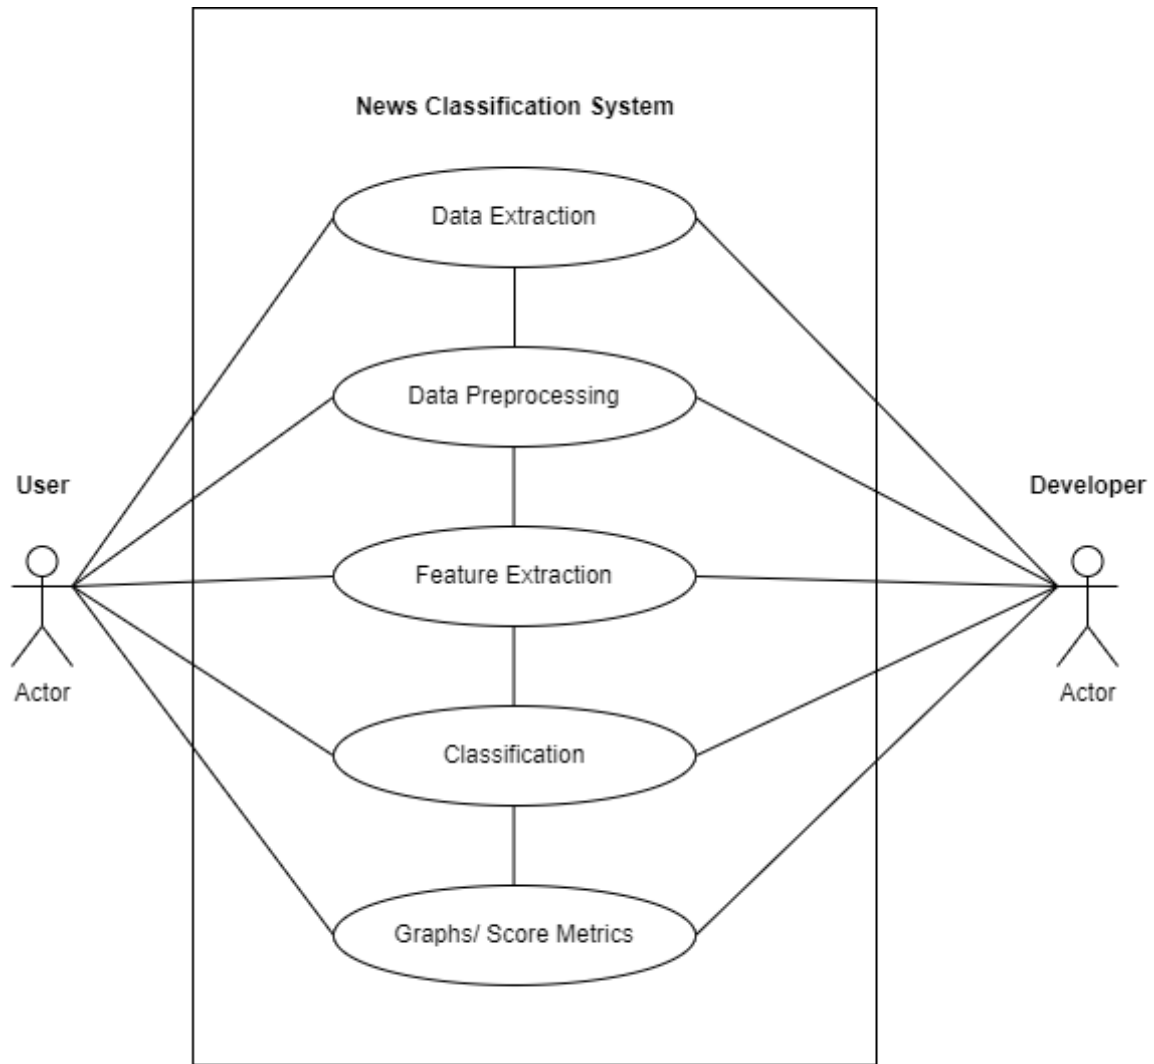 News Classification System
Data Extraction
Data Preprocessing
User
Developer
Feature Extraction
Actor
Actor
Classification
Graphs/ Score Metrics